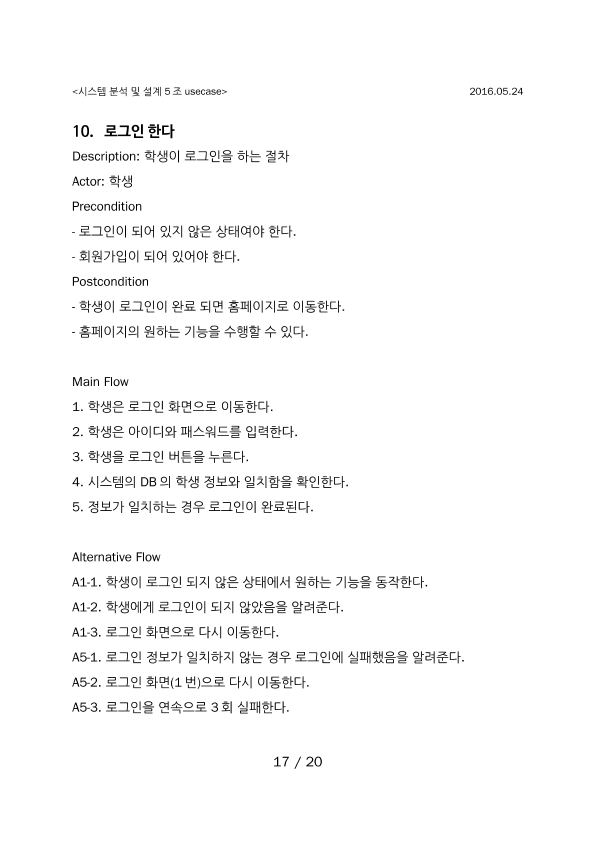 <시스템 분석 및 설계 5 조 usecase> 2016.05.24
10. 로그인 한다
Description: 학생이 로그인을 하는 절차
Actor: 학생
Precondition
- 로그인이 되어 있지 않은 상태여야 한다.
- 회원가입이 되어 있어야 한다.
Postcondition
- 학생이 로그인이 완료 되면 홈페이지로 이동한다.
- 홈페이지의 원하는 기능을 수행할 수 있다.
Main Flow
1. 학생은 로그인 화면으로 이동한다.
2. 학생은 아이디와 패스워드를 입력한다.
3. 학생을 로그인 버튼을 누른다.
4. 시스템의 DB 의 학생 정보와 일치함을 확인한다.
5. 정보가 일치하는 경우 로그인이 완료된다.
Alternative Flow
A1-1. 학생이 로그인 되지 않은 상태에서 원하는 기능을 동작한다.
A1-2. 학생에게 로그인이 되지 않았음을 알려준다.
A1-3. 로그인 화면으로 다시 이동한다.
A5-1. 로그인 정보가 일치하지 않는 경우 로그인에 실패했음을 알려준다.
A5-2. 로그인 화면(1 번)으로 다시 이동한다.
A5-3. 로그인을 연속으로 3 회 실패한다.
17 / 20